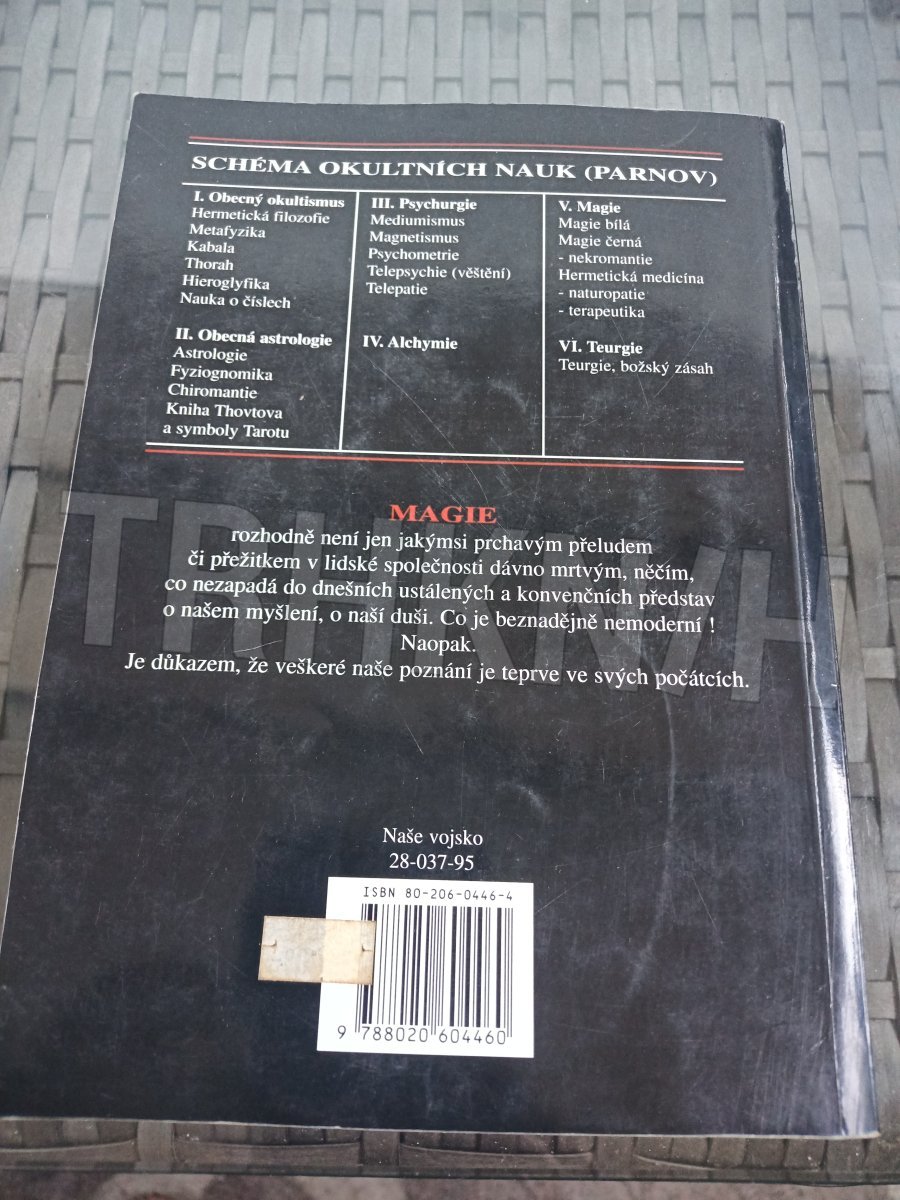 SCHÉMA OKULTNÍCH NAUK (PARNOV)
I. Obecný okultismus
Hermetická filozofie
Metafyzika
Kabala
Thorah
Hieroglyfika
Nauka o číslech
II. Obecná astrologie
Astrologie
Fyziognomika
Chiromantie
Kniha Thovtova
a symboly Tarotu
III. Psychurgie
Mediumismus
Magnetismus
Psychometrie
Telepsychie (věštění)
Telepatie
IV. Alchymie
V. Magie
Magie bílá
Magie černá
- nekromantie
Hermetická medicína
- naturopatie
- terapeutika
VI. Teurgie
Teurgie, božský zásah
MAGIE
rozhodně není jen jakýmsi prchavým přeludem
či přežitkem v lidské společnosti dávno mrtvým, něčím,
co nezapadá do dnešních ustálených a konvenčních představ
o našem myšlení, o naší duši. Co je beznadějně nemoderní !
Naopak.
Je důkazem, že veškeré naše poznání je teprve ve svých počátcích.
Naše vojsko
28-037-95
ISBN 80-206-0446-4
9 788020 604460